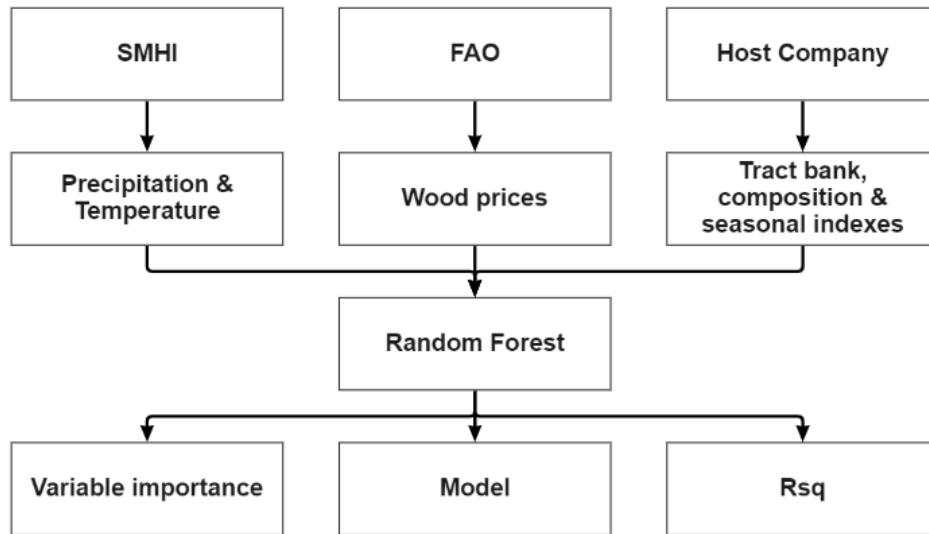 SMHI
FAO
Host Company
Precipitation &
Temperature
Wood prices
Tract bank,
composition &
seasonal indexes
Random Forest
Variable importance
Model
Rsq